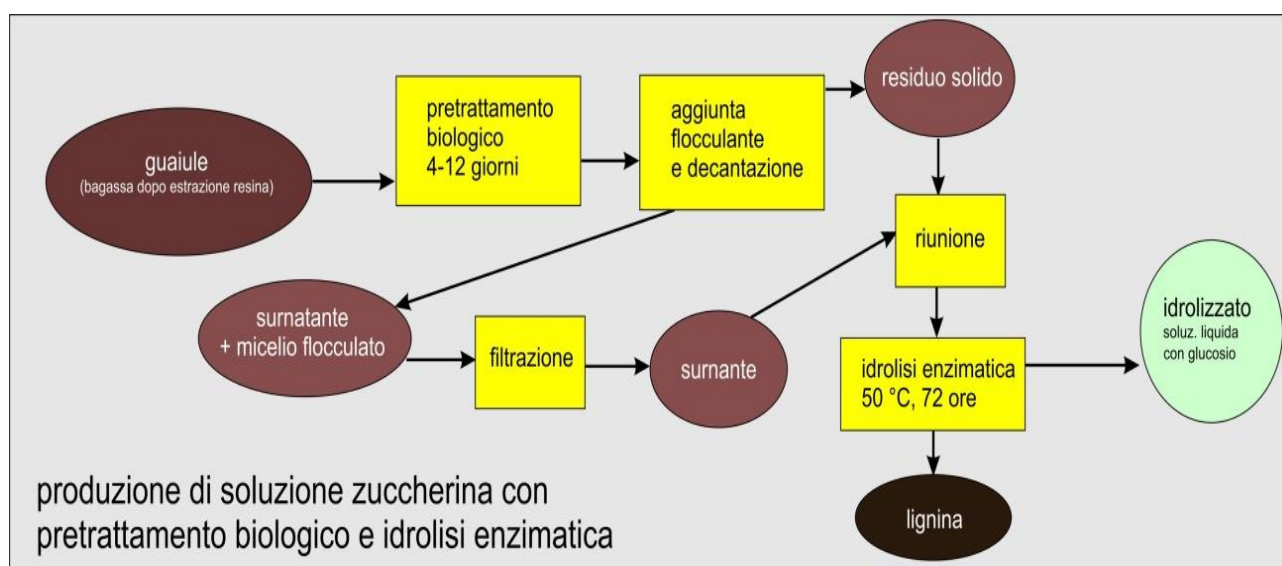 guaiule
(bagassa dopo estrazione resina)
pretrattamento
biologico
4-12 giorni
aggiunta
flocculante
e decantazione
residuo solido
riunione
surnatante
+ micelio flocculato
filtrazione
surnante
idrolisi enzimatica
50 °C, 72 ore
idrolizzato
soluz. liquida
con glucosio
lignina
produzione di soluzione zuccherina con
pretrattamento biologico e idrolisi enzimatica